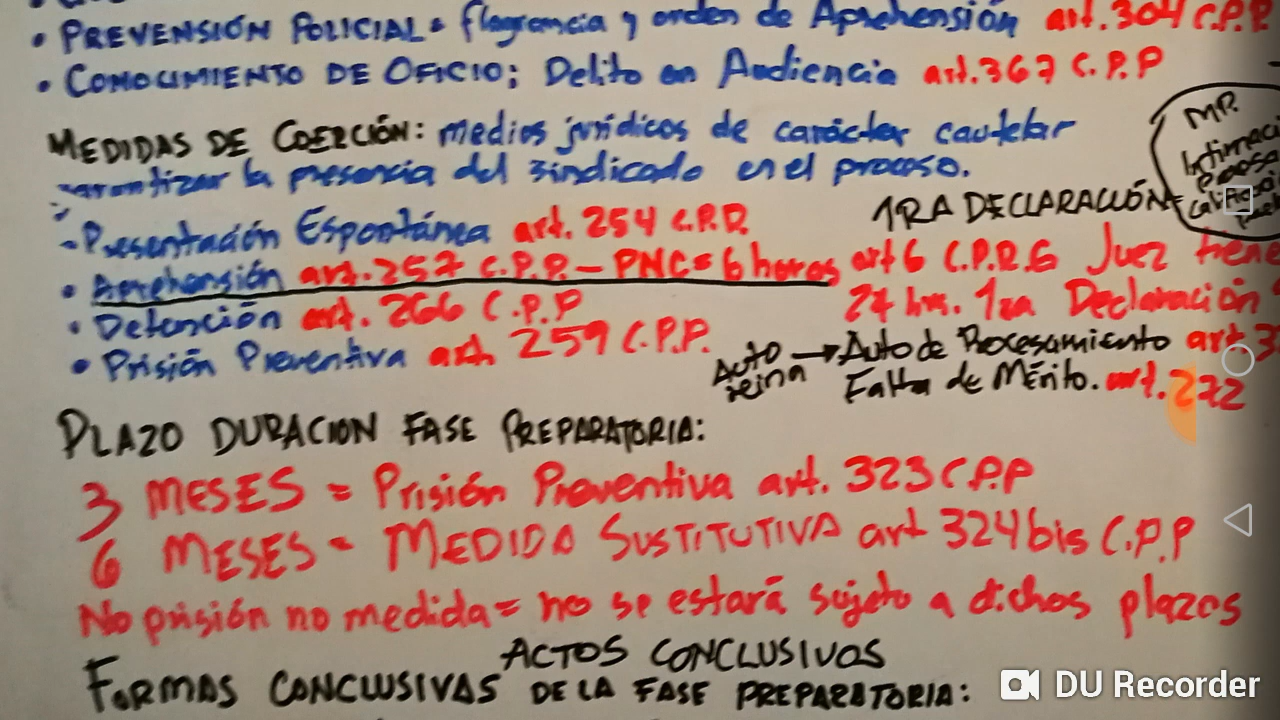 • PREVENSIÓN POLICIAL = flagrancia y orden de Aprehensión art. 304 C.P.P
• CONOCIMIENTO DE OFICIO; Delito en Audiencia art. 367 C.P.P
MEDIDAS DE COERCIÓN: medios jurídicos de carácter cautelar
garantizar la presencia del sindicado en el proceso.
- Presentación Espontánea art. 254 C.P.P.
• Aprehensión art. 257 C.P.P. - PNC = 6 horas
• Detención art. 266 C.P.P
• Prisión Preventiva art. 259 C.P.P.
MP.
1RA DECLARACIÓN
art 6 C.P.R.G Juez tiene
24 hrs. 1ra Declaración
Auto → Auto de Procesamiento art. 3
Falta de Mérito. art. 272
PLAZO DURACION FASE PREPARATORIA:
3 MESES = Prisión Preventiva art. 323 C.P.P
6 MESES = MEDIDA SUSTITUTIVA art 324 bis C.P.P
No prisión no medida = no se estará sujeto a dichos plazos
ACTOS CONCLUSIVOS
FORMAS CONCLUSIVAS DE LA FASE PREPARATORIA:
DU Recorder